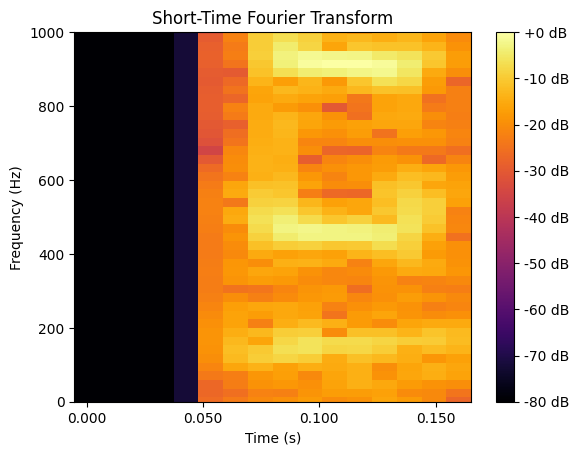 Short-Time Fourier Transform
1000
800
600
400
200
0
Frequency (Hz)
0.000
0.050
0.100
0.150
Time (s)
+0 dB
-10 dB
-20 dB
-30 dB
-40 dB
-50 dB
-60 dB
-70 dB
-80 dB